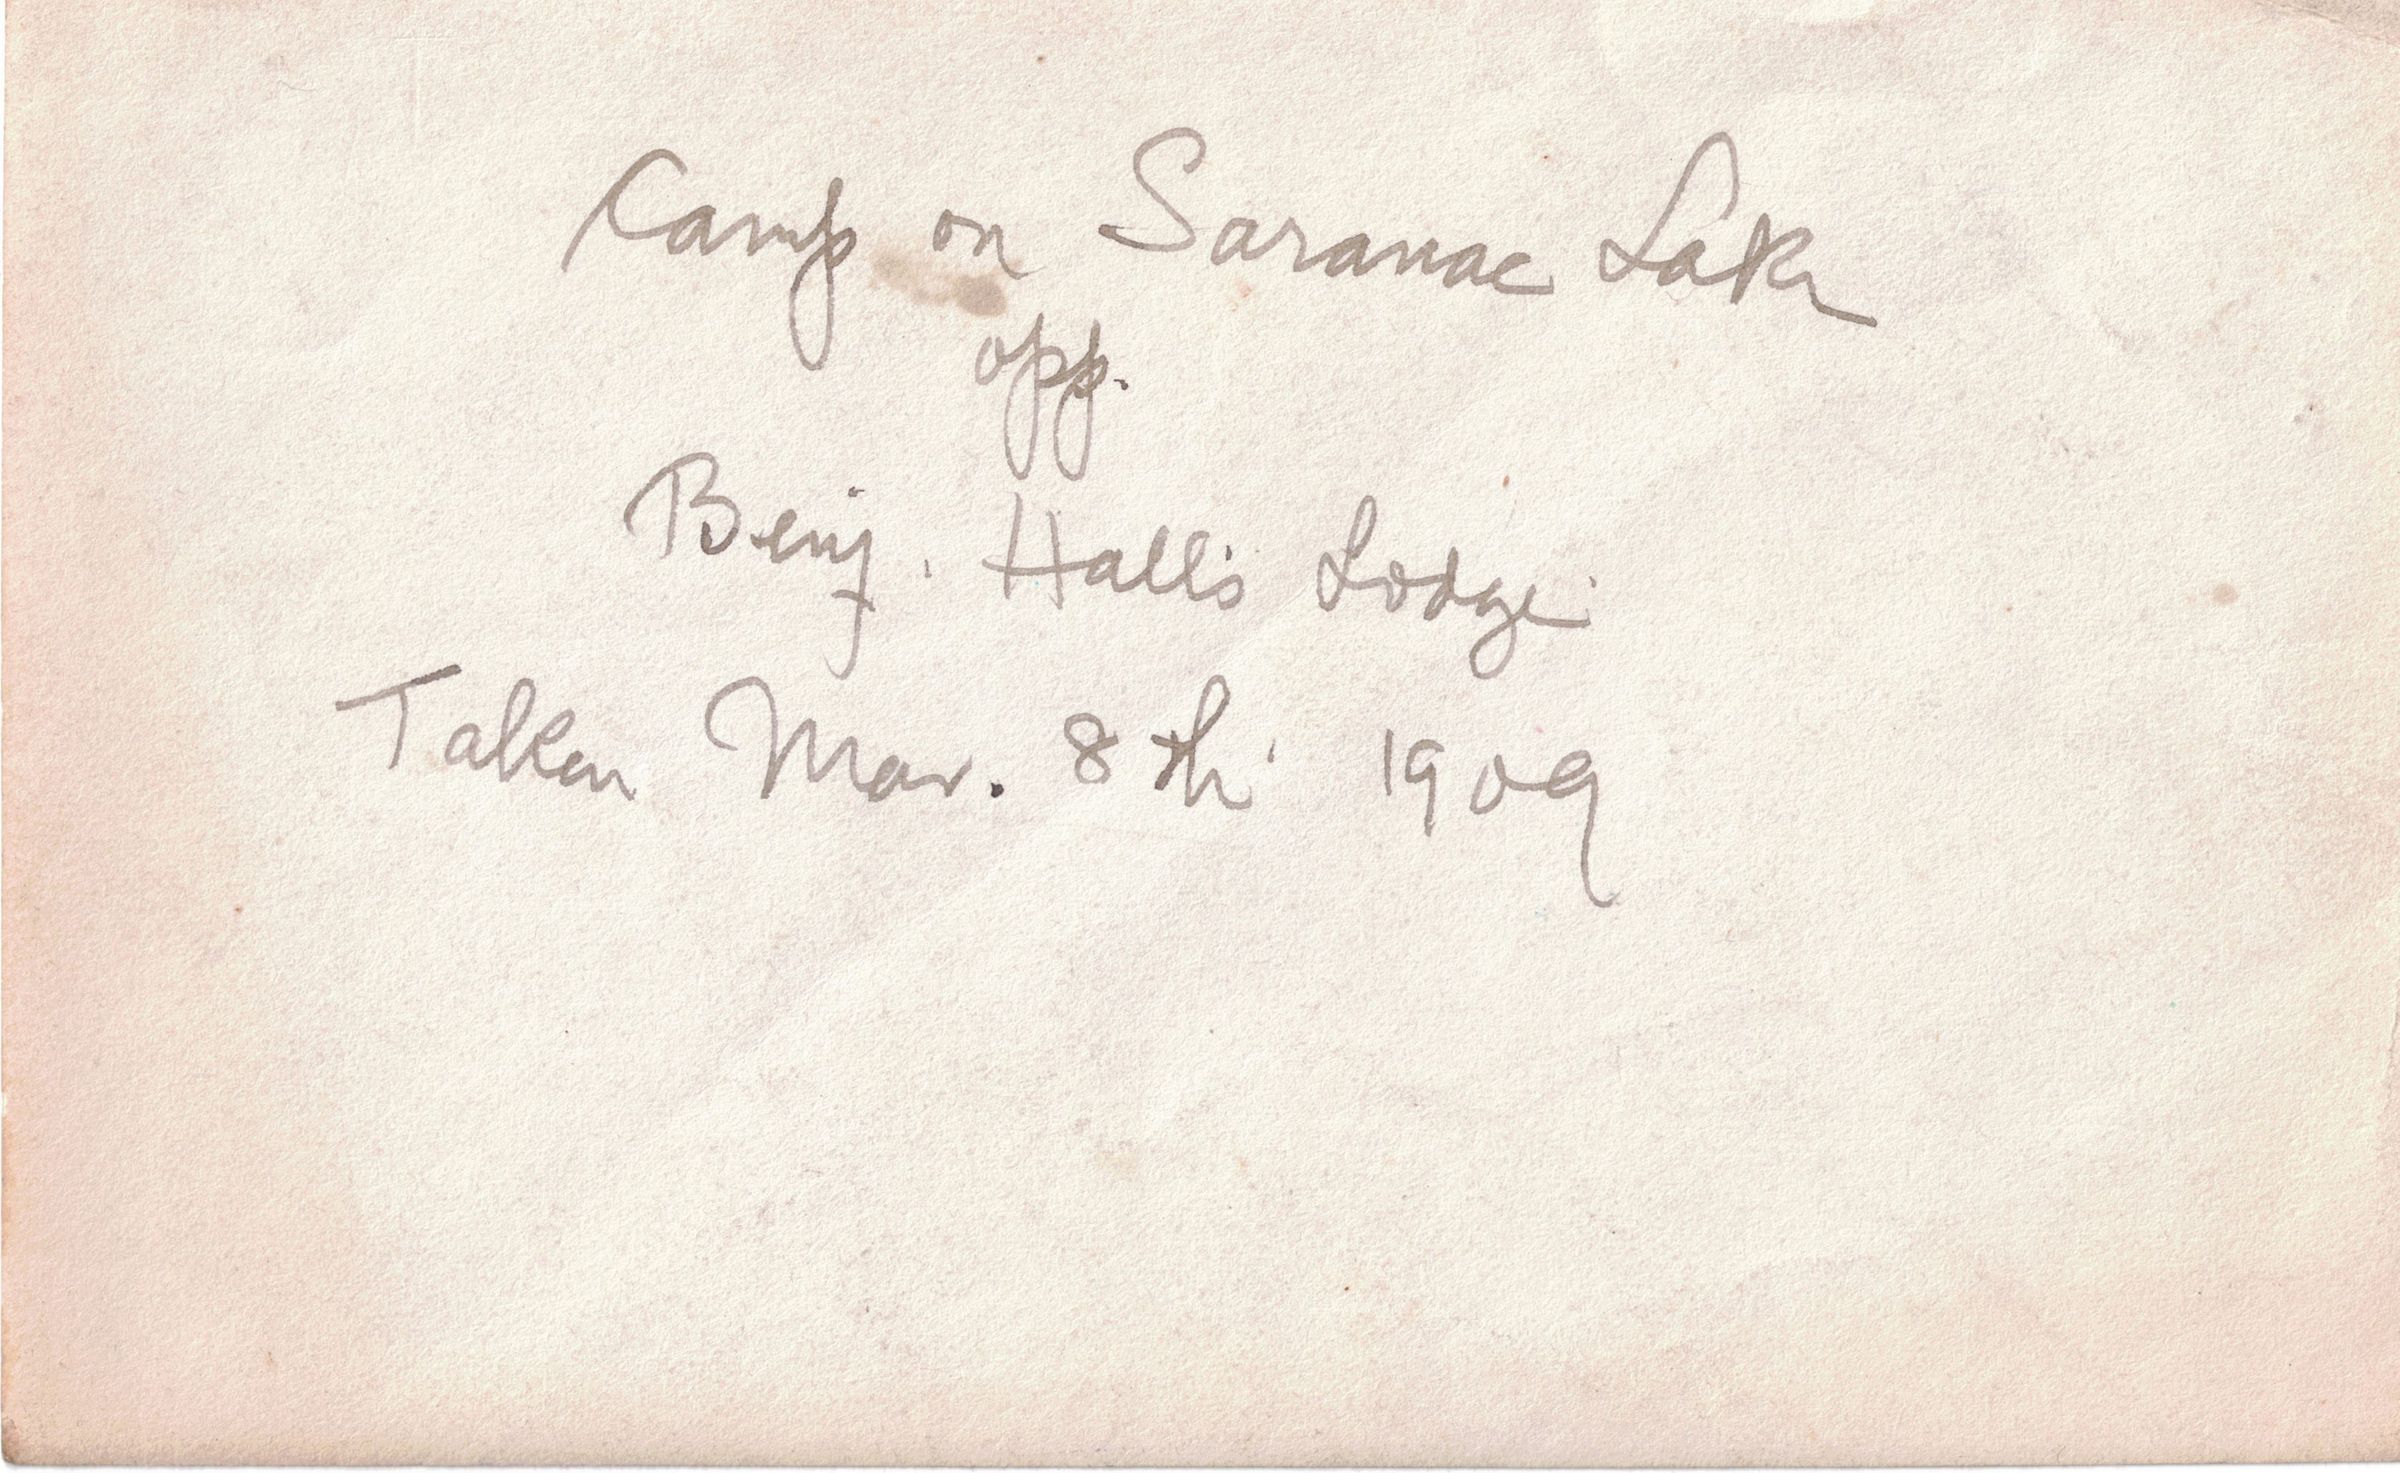 Camp on Saranac Lake
opp.
Benj. Hall's Lodge
Taken Mar. 8th 1909